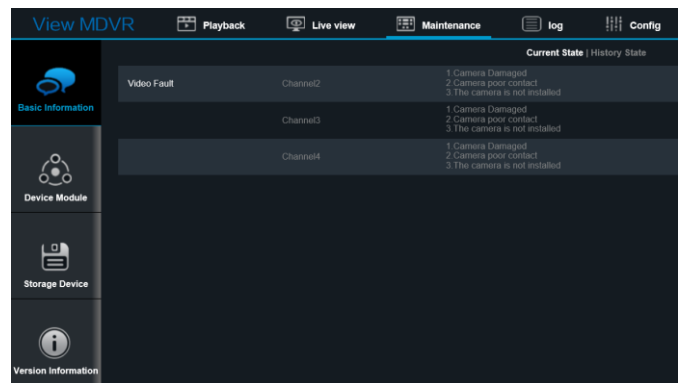 View MDVR
Playback
Live view
Maintenance
log
Config
Current State | History State
Basic Information
Video Fault
Channel2
1.Camera Damaged
2.Camera poor contact
3.The camera is not installed
Channel3
1.Camera Damaged
2.Camera poor contact
3.The camera is not installed
Channel4
1.Camera Damaged
2.Camera poor contact
3.The camera is not installed
Device Module
Storage Device
Version Information